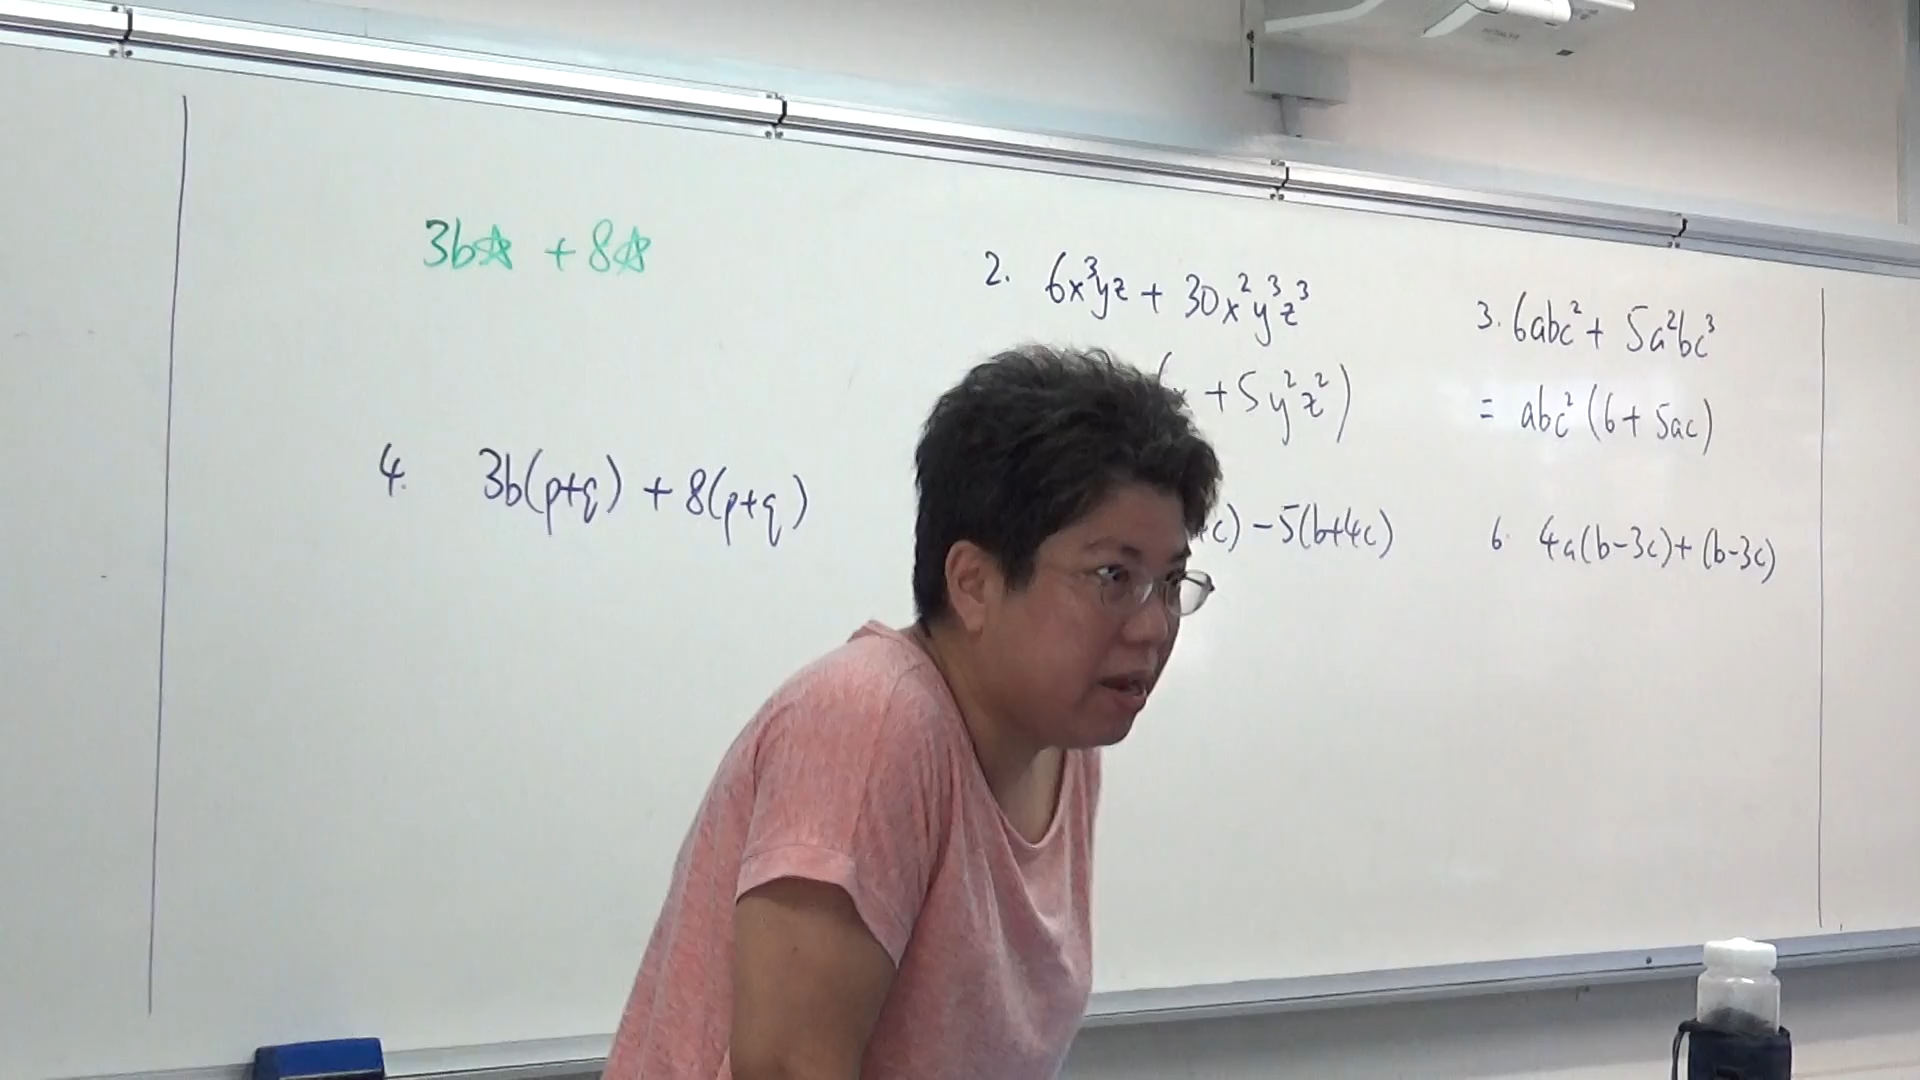 3b☆ + 8☆
2. 6x³yz + 30x²y³z³
x + 5y²z²)
3. 6abc² + 5a²bc³
= abc² (6 + 5ac)
4. 3b(p+q) + 8(p+q)
c) - 5(b+4c)
6. 4a(b-3c) + (b-3c)